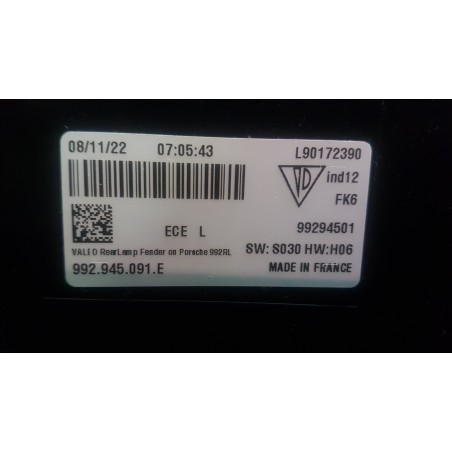 08/11/22 07:05:43 L90172390
ind12
FK6
ECE L 99294501
VALEO RearLamp Fender on Porsche 992RL SW: S030 HW:H06
992.945.091.E MADE IN FRANCE